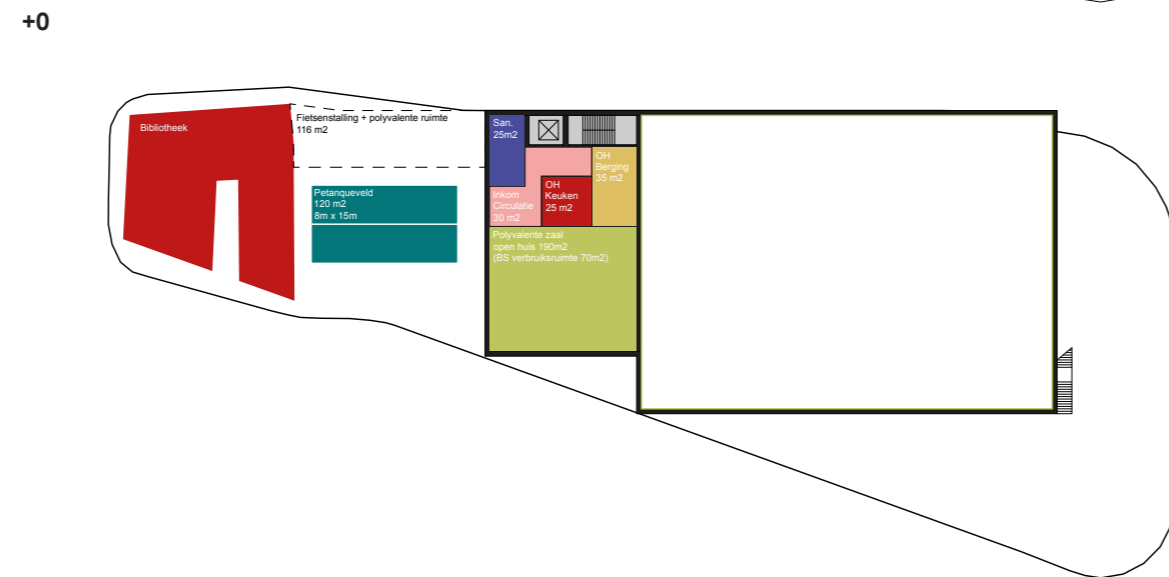 +0
Bibliotheek
Fietsenstalling + polyvalente ruimte
116 m2
Petanqueveld
120 m2
8m x 15m
San.
25m2
OH
Berging
35 m2
OH
Keuken
25 m2
Inkom
Circulatie
30 m2
Polyvalente zaal
open huis 190m2
(BS verbruiksruimte 70m2)